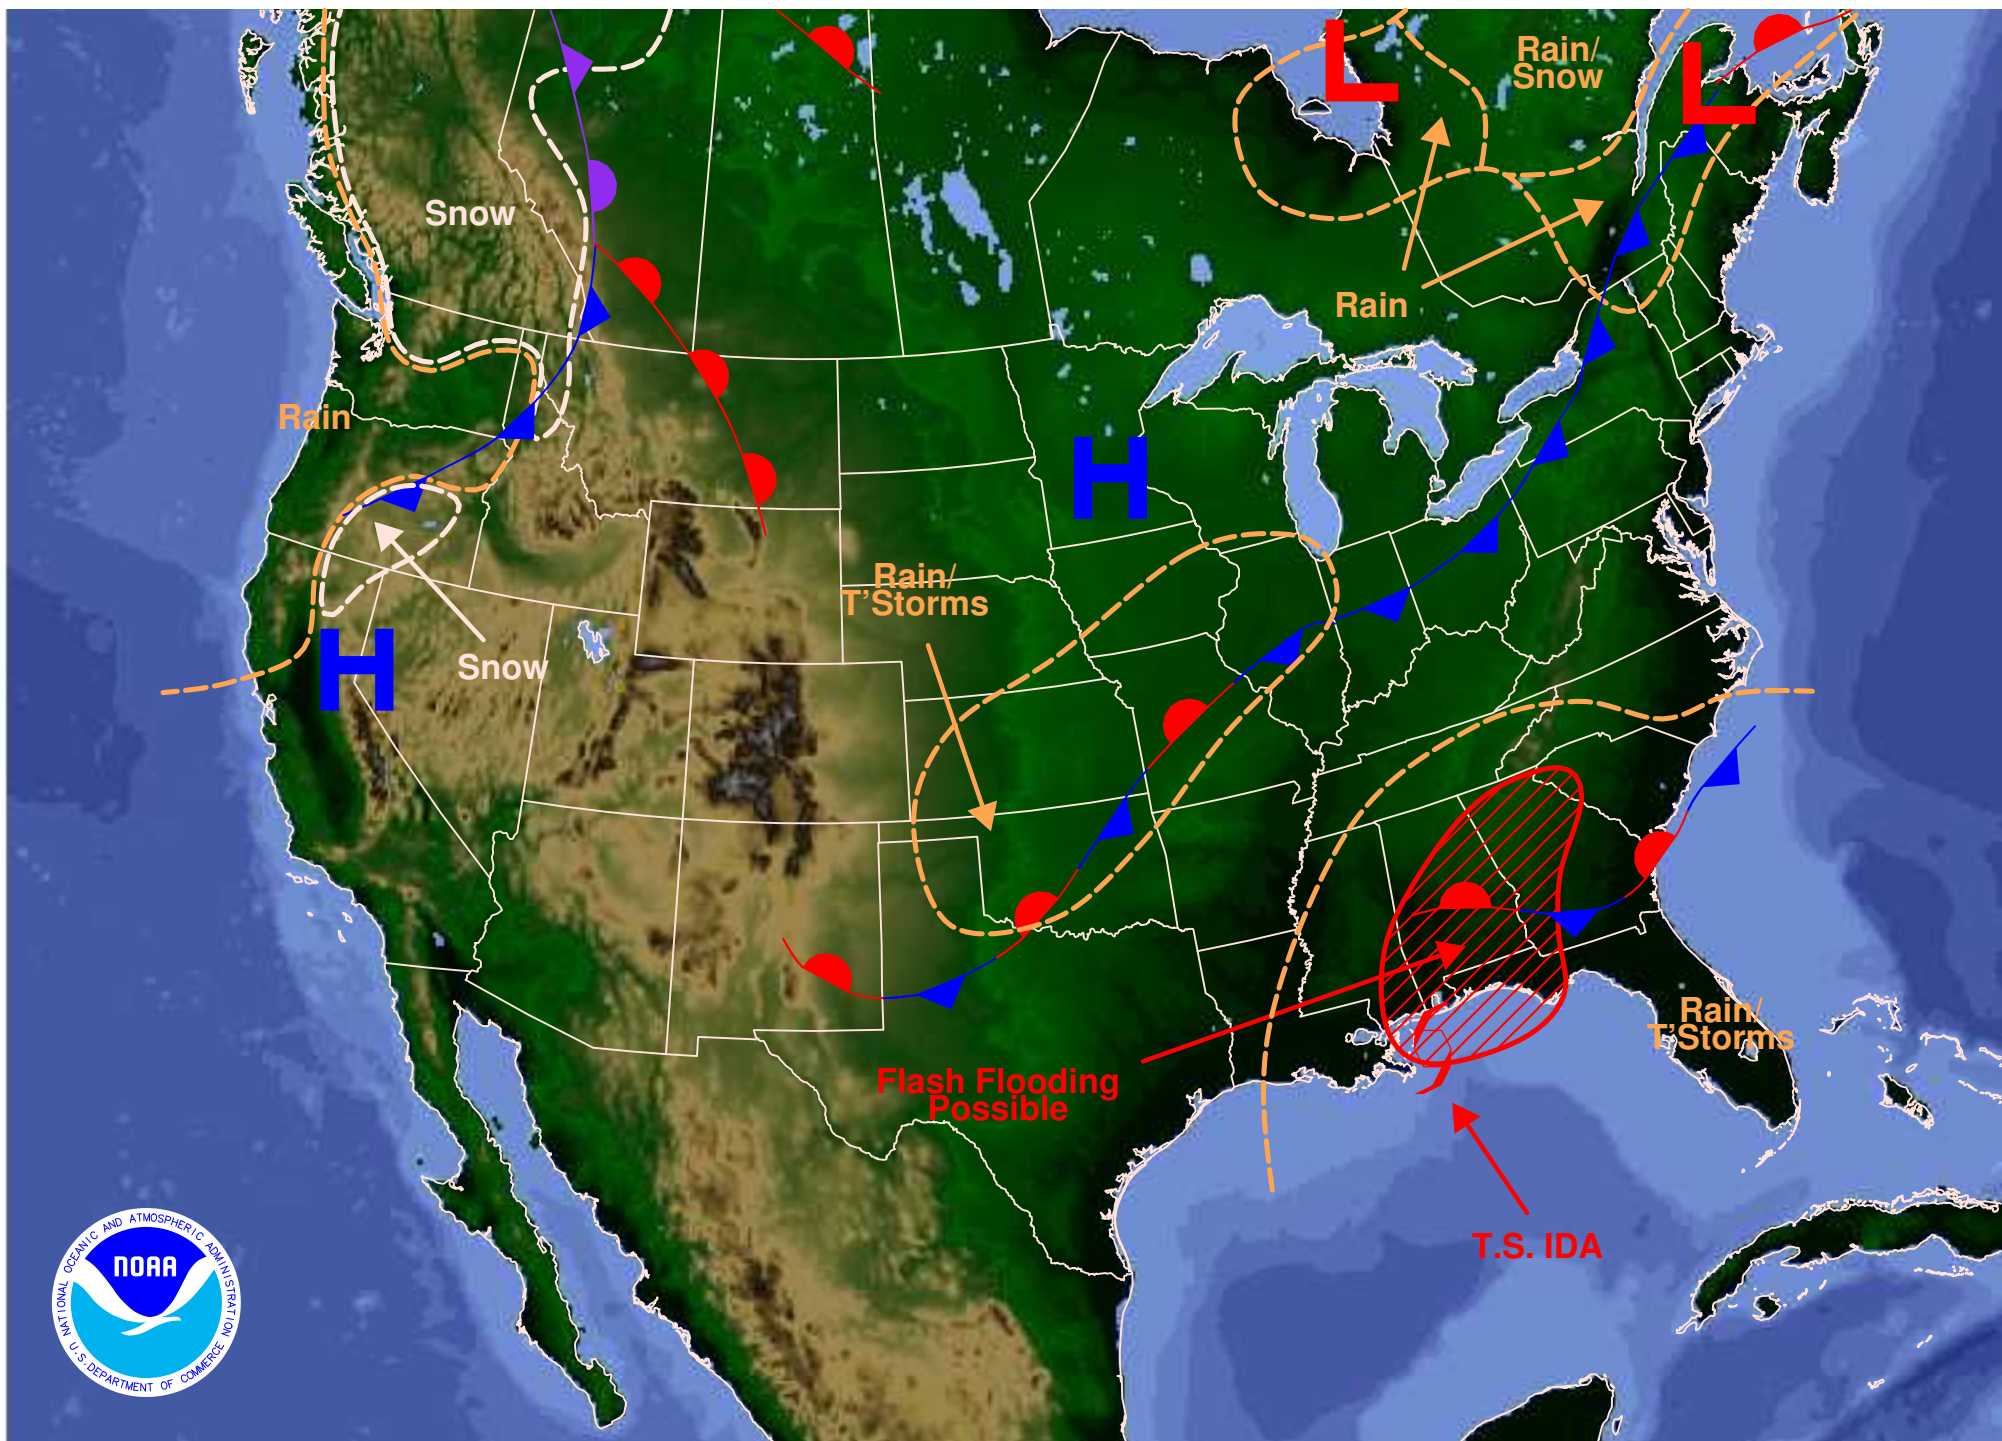 L
Rain/
Snow
L
Snow
Rain
Rain
H
Rain/
T'Storms
H
Snow
Rain/
T'Storms
Flash Flooding
Possible
T.S. IDA
NATIONAL OCEANIC AND ATMOSPHERIC ADMINISTRATION
NOAA
U.S. DEPARTMENT OF COMMERCE